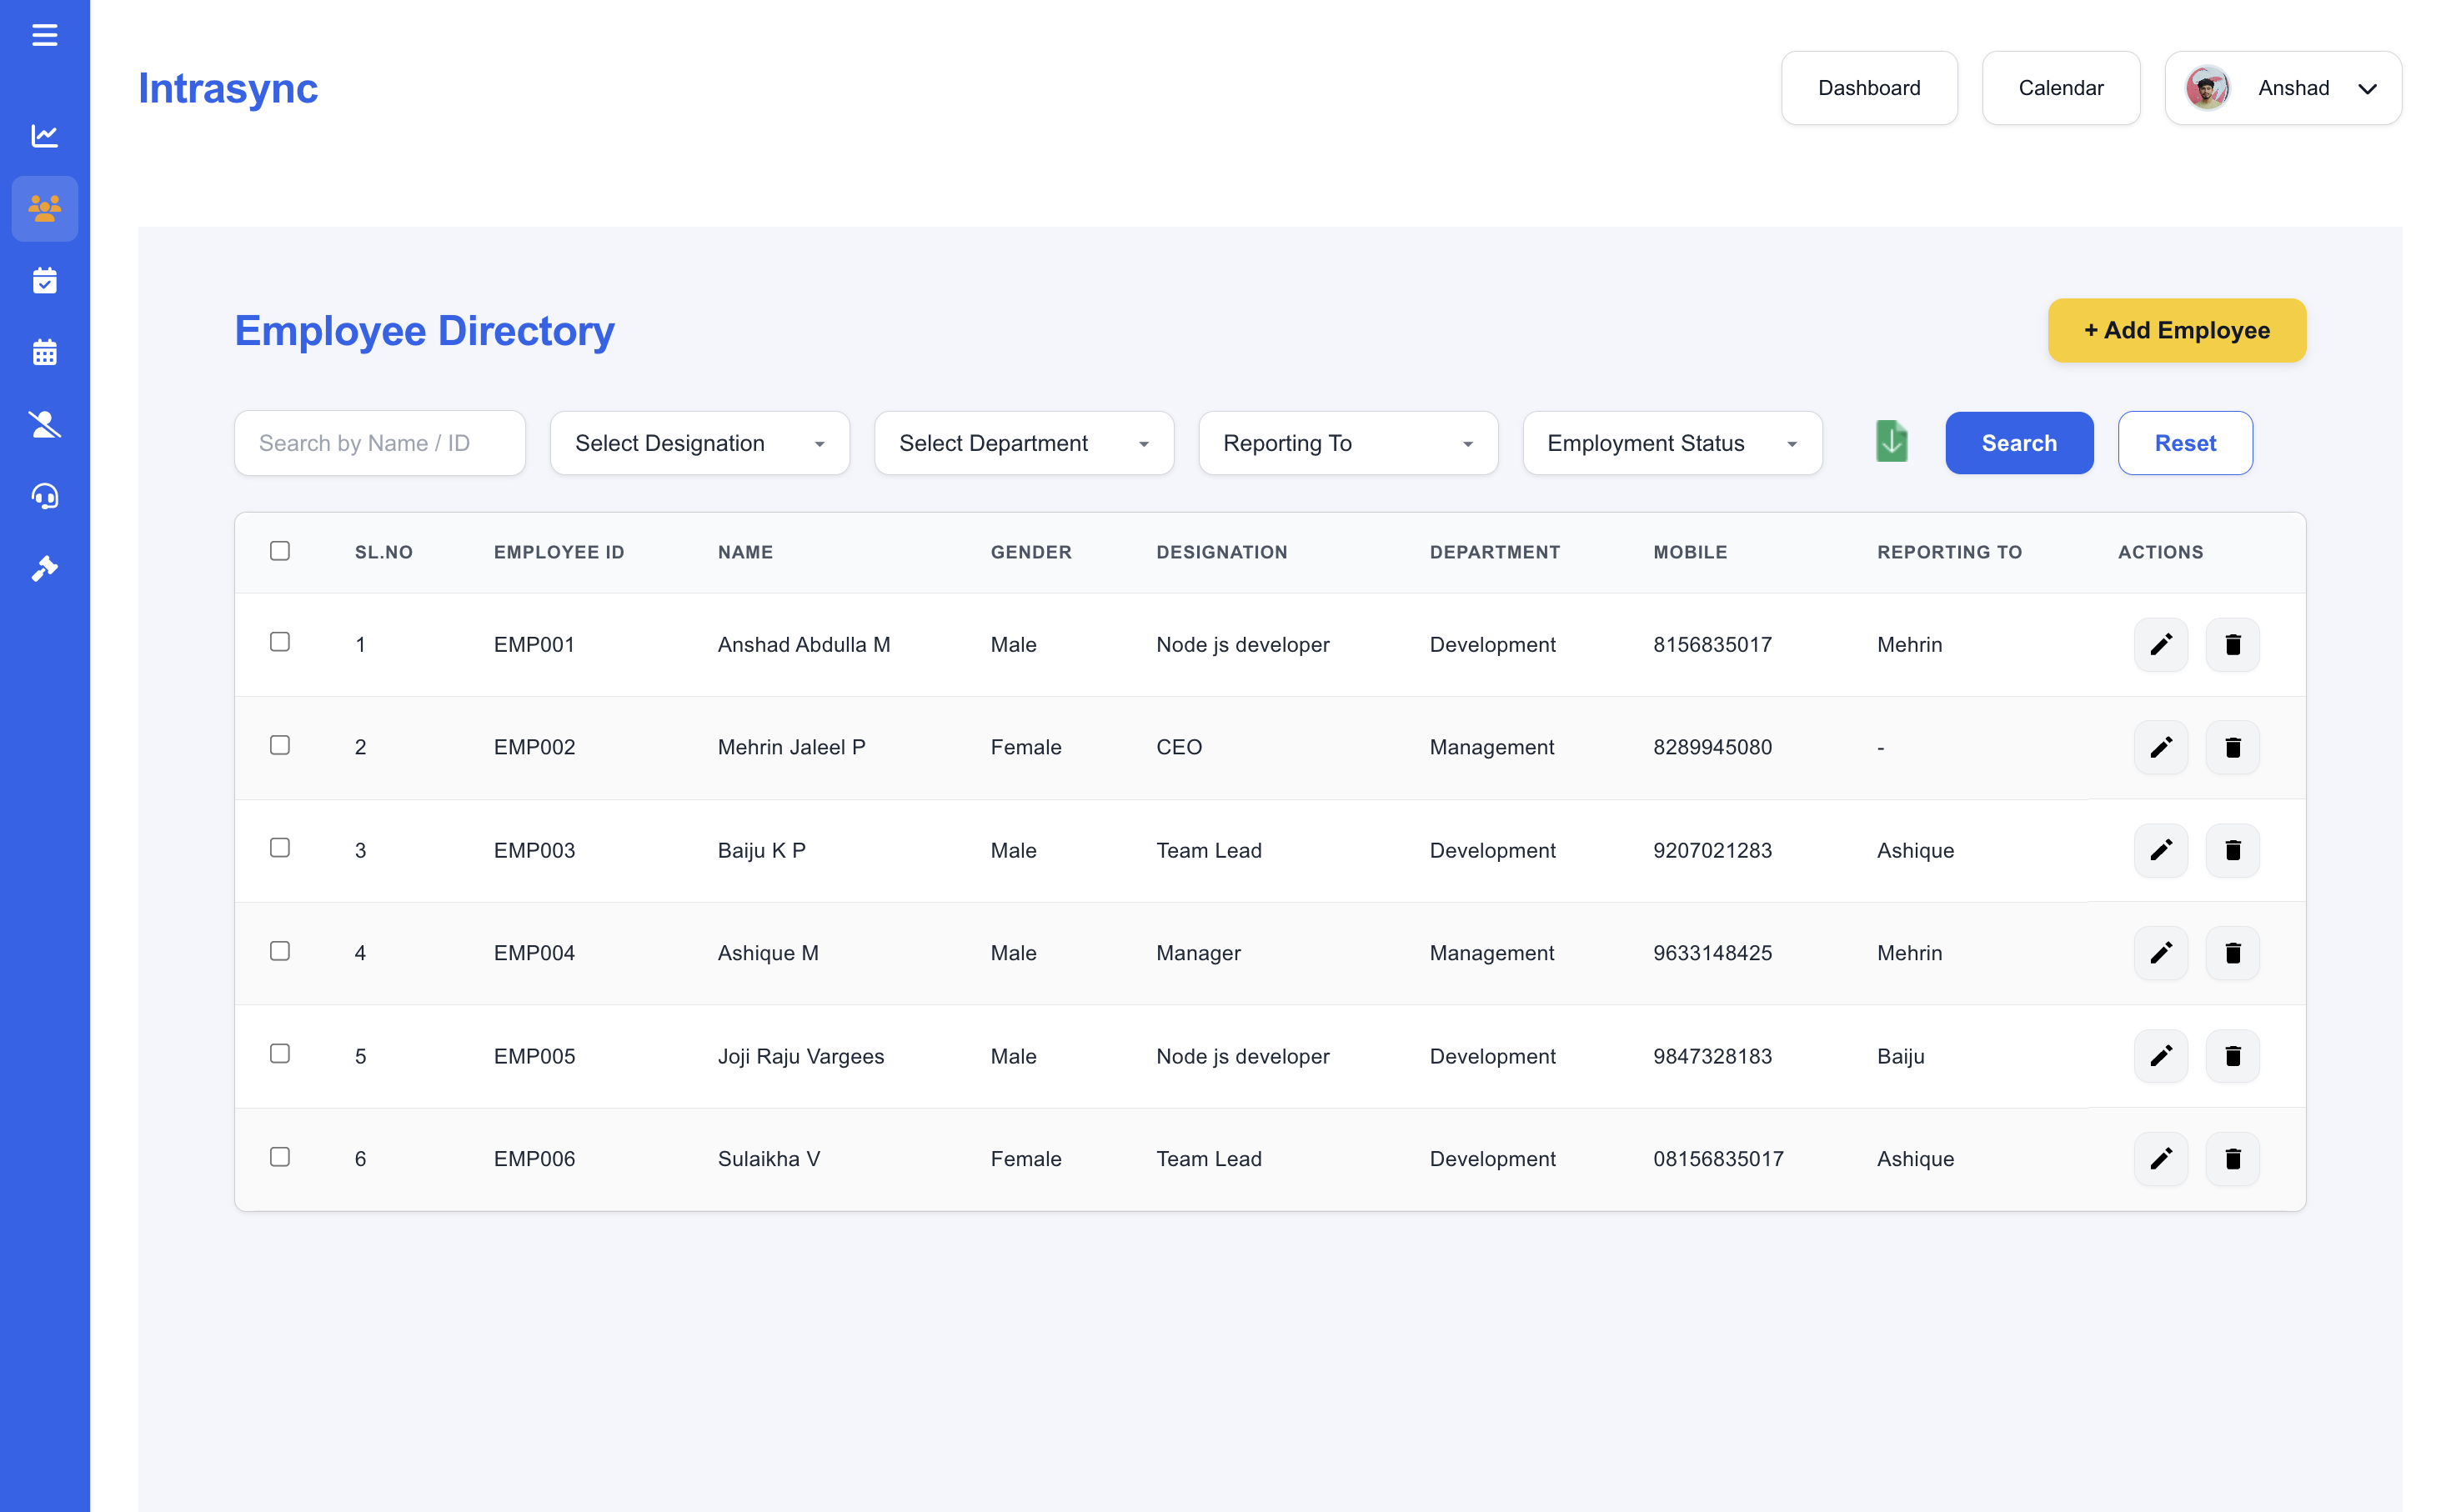 Intrasync
Dashboard
Calendar
Anshad
Employee Directory
+ Add Employee
Search by Name / ID
Select Designation
Select Department
Reporting To
Employment Status
Search
Reset
SL.NO EMPLOYEE ID NAME GENDER DESIGNATION DEPARTMENT MOBILE REPORTING TO ACTIONS
1 EMP001 Anshad Abdulla M Male Node js developer Development 8156835017 Mehrin
2 EMP002 Mehrin Jaleel P Female CEO Management 8289945080 -
3 EMP003 Baiju K P Male Team Lead Development 9207021283 Ashique
4 EMP004 Ashique M Male Manager Management 9633148425 Mehrin
5 EMP005 Joji Raju Vargees Male Node js developer Development 9847328183 Baiju
6 EMP006 Sulaikha V Female Team Lead Development 08156835017 Ashique